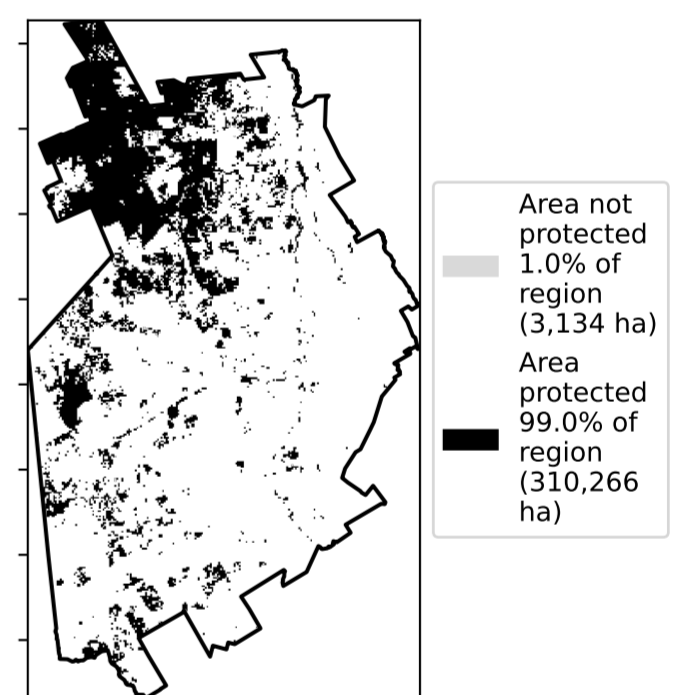 Area not
protected
1.0% of
region
(3,134 ha)
Area
protected
99.0% of
region
(310,266
ha)